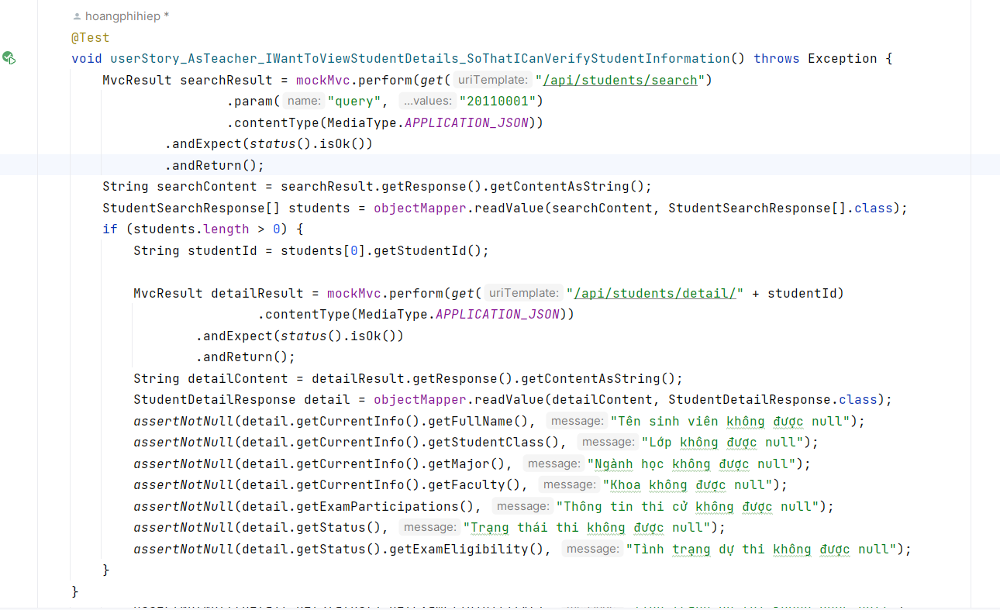 hoangphihiep *
@Test
void userStory_AsTeacher_IWantToViewStudentDetails_SoThatICanVerifyStudentInformation() throws Exception {
MvcResult searchResult = mockMvc.perform(get( uriTemplate: "/api/students/search")
.param( name: "query", ...values: "20110001")
.contentType(MediaType.APPLICATION_JSON))
.andExpect(status().isOk())
.andReturn();
String searchContent = searchResult.getResponse().getContentAsString();
StudentSearchResponse[] students = objectMapper.readValue(searchContent, StudentSearchResponse[].class);
if (students.length > 0) {
String studentId = students[0].getStudentId();
MvcResult detailResult = mockMvc.perform(get( uriTemplate: "/api/students/detail/" + studentId)
.contentType(MediaType.APPLICATION_JSON))
.andExpect(status().isOk())
.andReturn();
String detailContent = detailResult.getResponse().getContentAsString();
StudentDetailResponse detail = objectMapper.readValue(detailContent, StudentDetailResponse.class);
assertNotNull(detail.getCurrentInfo().getFullName(), message: "Tên sinh viên không được null");
assertNotNull(detail.getCurrentInfo().getStudentClass(), message: "Lớp không được null");
assertNotNull(detail.getCurrentInfo().getMajor(), message: "Ngành học không được null");
assertNotNull(detail.getCurrentInfo().getFaculty(), message: "Khoa không được null");
assertNotNull(detail.getExamParticipations(), message: "Thông tin thi cử không được null");
assertNotNull(detail.getStatus(), message: "Trạng thái thi không được null");
assertNotNull(detail.getStatus().getExamEligibility(), message: "Tình trạng dự thi không được null");
}
}